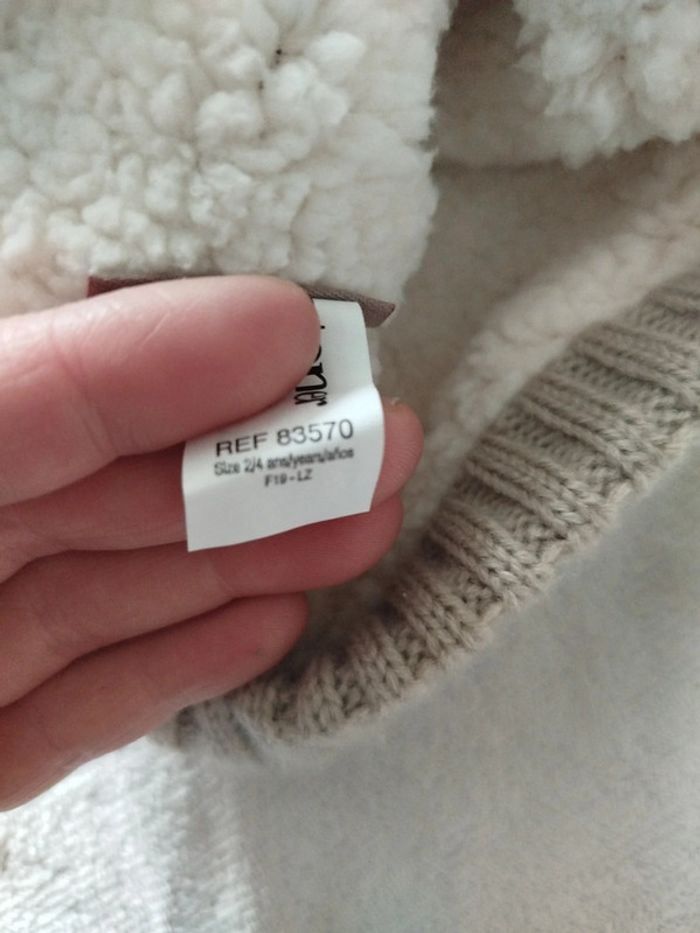 REF 83570
Size 2/4 ans/years/años
F19-LZ